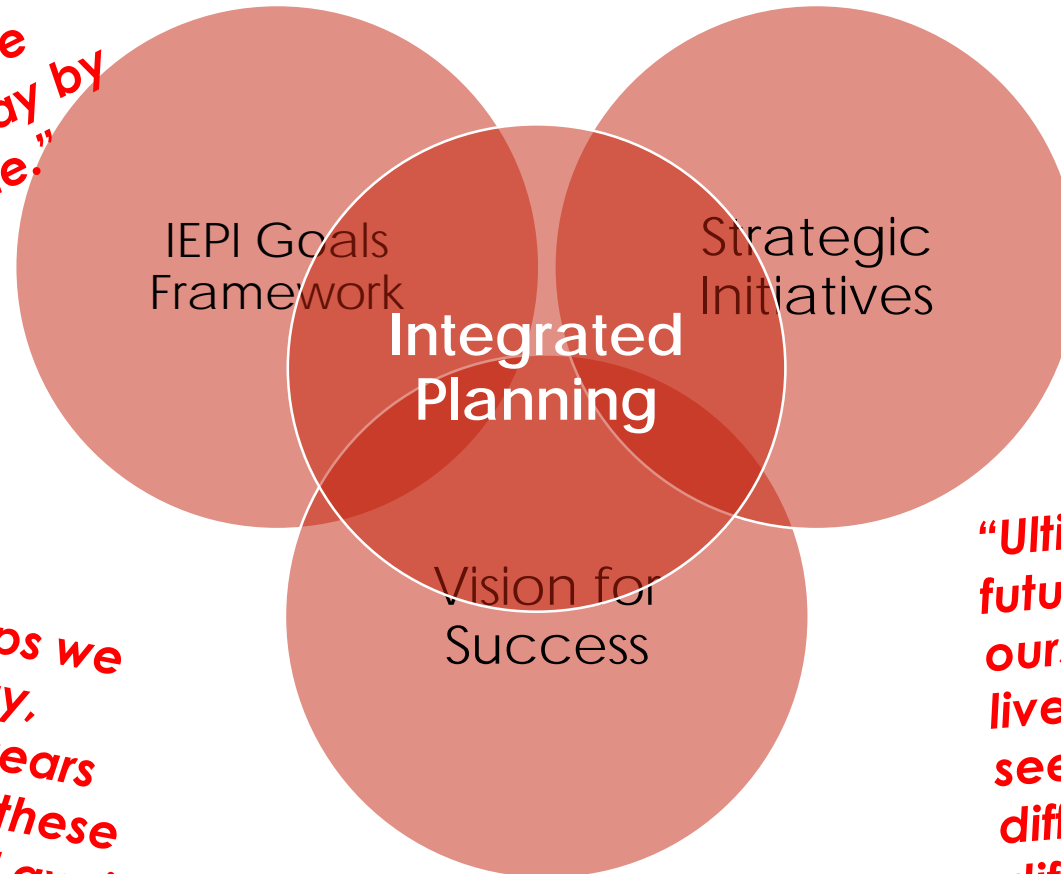 e
ay by
e.”
IEPI Goals
Framework
Strategic
Initiatives
Integrated
Planning
Vision for
Success
ps we
y,
ears
these
“Ulti
futu
our
live
see
diff